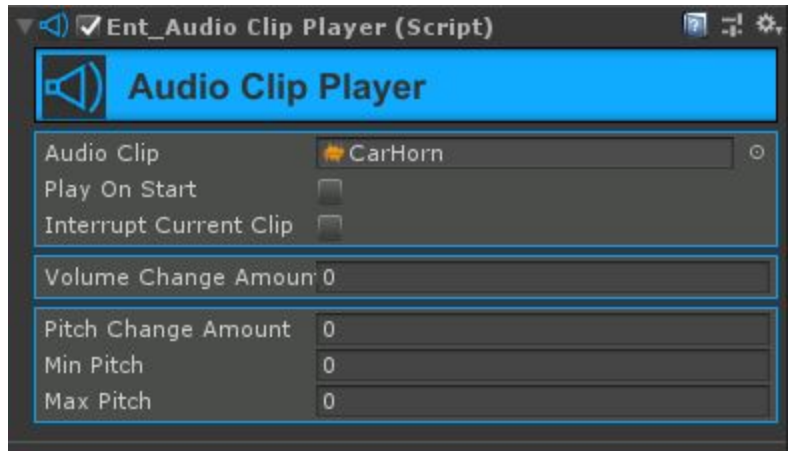 Ent_Audio Clip Player (Script)
Audio Clip Player
Audio Clip CarHorn
Play On Start
Interrupt Current Clip
Volume Change Amoun 0
Pitch Change Amount 0
Min Pitch 0
Max Pitch 0